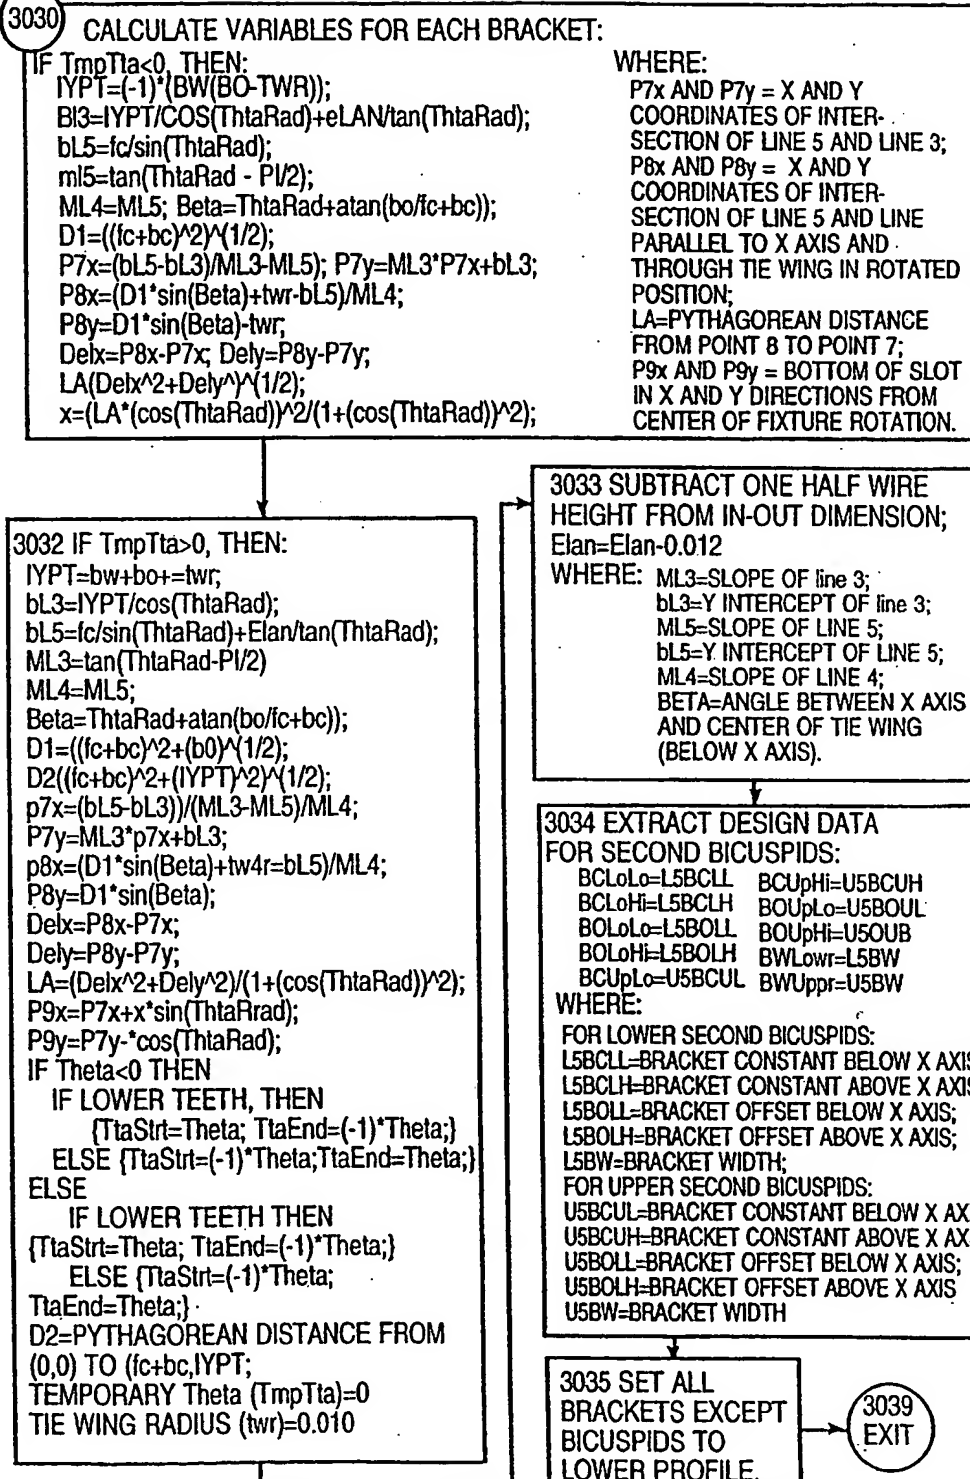 3030
CALCULATE VARIABLES FOR EACH BRACKET:
IF TmpTta<0, THEN:
IYPT=(-1)*(BW(BO-TWR));
Bl3=IYPT/COS(ThtaRad)+eLAN/tan(ThtaRad);
bL5=fc/sin(ThtaRad);
ml5=tan(ThtaRad - PI/2);
ML4=ML5; Beta=ThtaRad+atan(bo/fc+bc));
D1=((fc+bc)^2)^(1/2);
P7x=(bL5-bL3)/ML3-ML5); P7y=ML3*P7x+bL3;
P8x=(D1*sin(Beta)+twr-bL5)/ML4;
P8y=D1*sin(Beta)-twr;
Delx=P8x-P7x; Dely=P8y-P7y;
LA(Delx^2+Dely^)^(1/2);
x=(LA*(cos(ThtaRad))^2/(1+(cos(ThtaRad))^2);
WHERE:
P7x AND P7y = X AND Y
COORDINATES OF INTER-
SECTION OF LINE 5 AND LINE 3;
P8x AND P8y = X AND Y
COORDINATES OF INTER-
SECTION OF LINE 5 AND LINE
PARALLEL TO X AXIS AND
THROUGH TIE WING IN ROTATED
POSITION;
LA=PYTHAGOREAN DISTANCE
FROM POINT 8 TO POINT 7;
P9x AND P9y = BOTTOM OF SLOT
IN X AND Y DIRECTIONS FROM
CENTER OF FIXTURE ROTATION.
3032 IF TmpTta>0, THEN:
IYPT=bw+bo+=twr;
bL3=IYPT/cos(ThtaRad);
bL5=fc/sin(ThtaRad)+Elan/tan(ThtaRad);
ML3=tan(ThtaRad-PI/2)
ML4=ML5;
Beta=ThtaRad+atan(bo/fc+bc));
D1=((fc+bc)^2+(b0)^(1/2);
D2((fc+bc)^2+(IYPT)^2)^(1/2);
p7x=(bL5-bL3))/(ML3-ML5)/ML4;
P7y=ML3*p7x+bL3;
p8x=(D1*sin(Beta)+tw4r=bL5)/ML4;
P8y=D1*sin(Beta);
Delx=P8x-P7x;
Dely=P8y-P7y;
LA=(Delx^2+Dely^2)/(1+(cos(ThtaRad))^2);
P9x=P7x+x*sin(ThtaRrad);
P9y=P7y-*cos(ThtaRad);
IF Theta<0 THEN
IF LOWER TEETH, THEN
{TtaStrt=Theta; TtaEnd=(-1)*Theta;}
ELSE {TtaStrt=(-1)*Theta;TtaEnd=Theta;}
ELSE
IF LOWER TEETH THEN
{TtaStrt=Theta; TtaEnd=(-1)*Theta;}
ELSE {TtaStrt=(-1)*Theta;
TtaEnd=Theta;}
D2=PYTHAGOREAN DISTANCE FROM
(0,0) TO (fc+bc,IYPT;
TEMPORARY Theta (TmpTta)=0
TIE WING RADIUS (twr)=0.010
3033 SUBTRACT ONE HALF WIRE
HEIGHT FROM IN-OUT DIMENSION;
Elan=Elan-0.012
WHERE: ML3=SLOPE OF line 3;
bL3=Y INTERCEPT OF line 3;
ML5=SLOPE OF LINE 5;
bL5=Y INTERCEPT OF LINE 5;
ML4=SLOPE OF LINE 4;
BETA=ANGLE BETWEEN X AXIS
AND CENTER OF TIE WING
(BELOW X AXIS).
3034 EXTRACT DESIGN DATA
FOR SECOND BICUSPIDS:
BCLoLo=L5BCLL BCUpHi=U5BCUH
BCLoHi=L5BCLH BOUpLo=U5BOUL
BOLoLo=L5BOLL BOUpHi=U5OUB
BOLoHi=L5BOLH BWLowr=L5BW
BCUpLo=U5BCUL BWUppr=U5BW
WHERE:
FOR LOWER SECOND BICUSPIDS:
L5BCLL=BRACKET CONSTANT BELOW X AXIS
L5BCLH=BRACKET CONSTANT ABOVE X AXIS
L5BOLL=BRACKET OFFSET BELOW X AXIS;
L5BOLH=BRACKET OFFSET ABOVE X AXIS;
L5BW=BRACKET WIDTH;
FOR UPPER SECOND BICUSPIDS:
U5BCUL=BRACKET CONSTANT BELOW X AX
U5BCUH=BRACKET CONSTANT ABOVE X AX
U5BOLL=BRACKET OFFSET BELOW X AXIS;
U5BOLH=BRACKET OFFSET ABOVE X AXIS
U5BW=BRACKET WIDTH
3035 SET ALL
BRACKETS EXCEPT
BICUSPIDS TO
LOWER PROFILE.
3039
EXIT